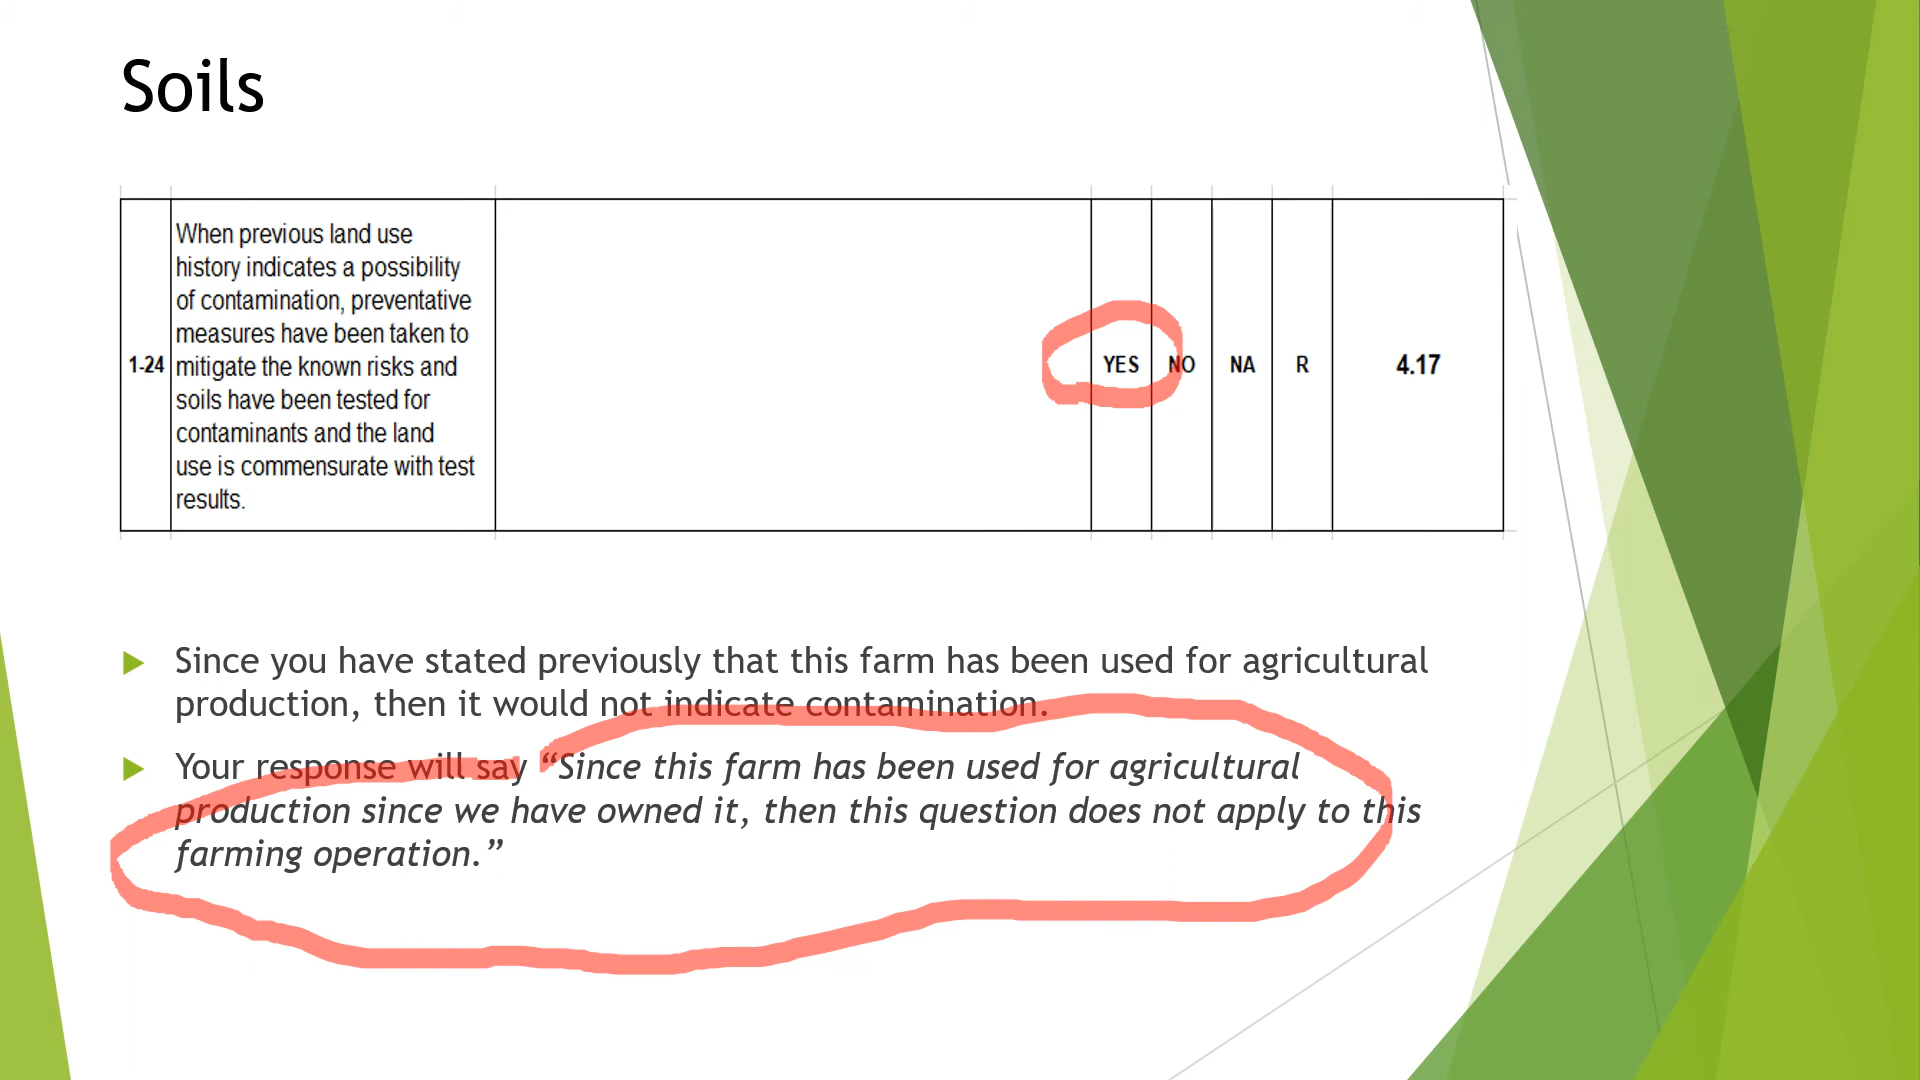 Soils
When previous land use
history indicates a possibility
of contamination, preventative
measures have been taken to
1-24 mitigate the known risks and YES NO NA R 4.17
soils have been tested for
contaminants and the land
use is commensurate with test
results.
Since you have stated previously that this farm has been used for agricultural
production, then it would not indicate contamination.
Your response will say “Since this farm has been used for agricultural
production since we have owned it, then this question does not apply to this
farming operation.”